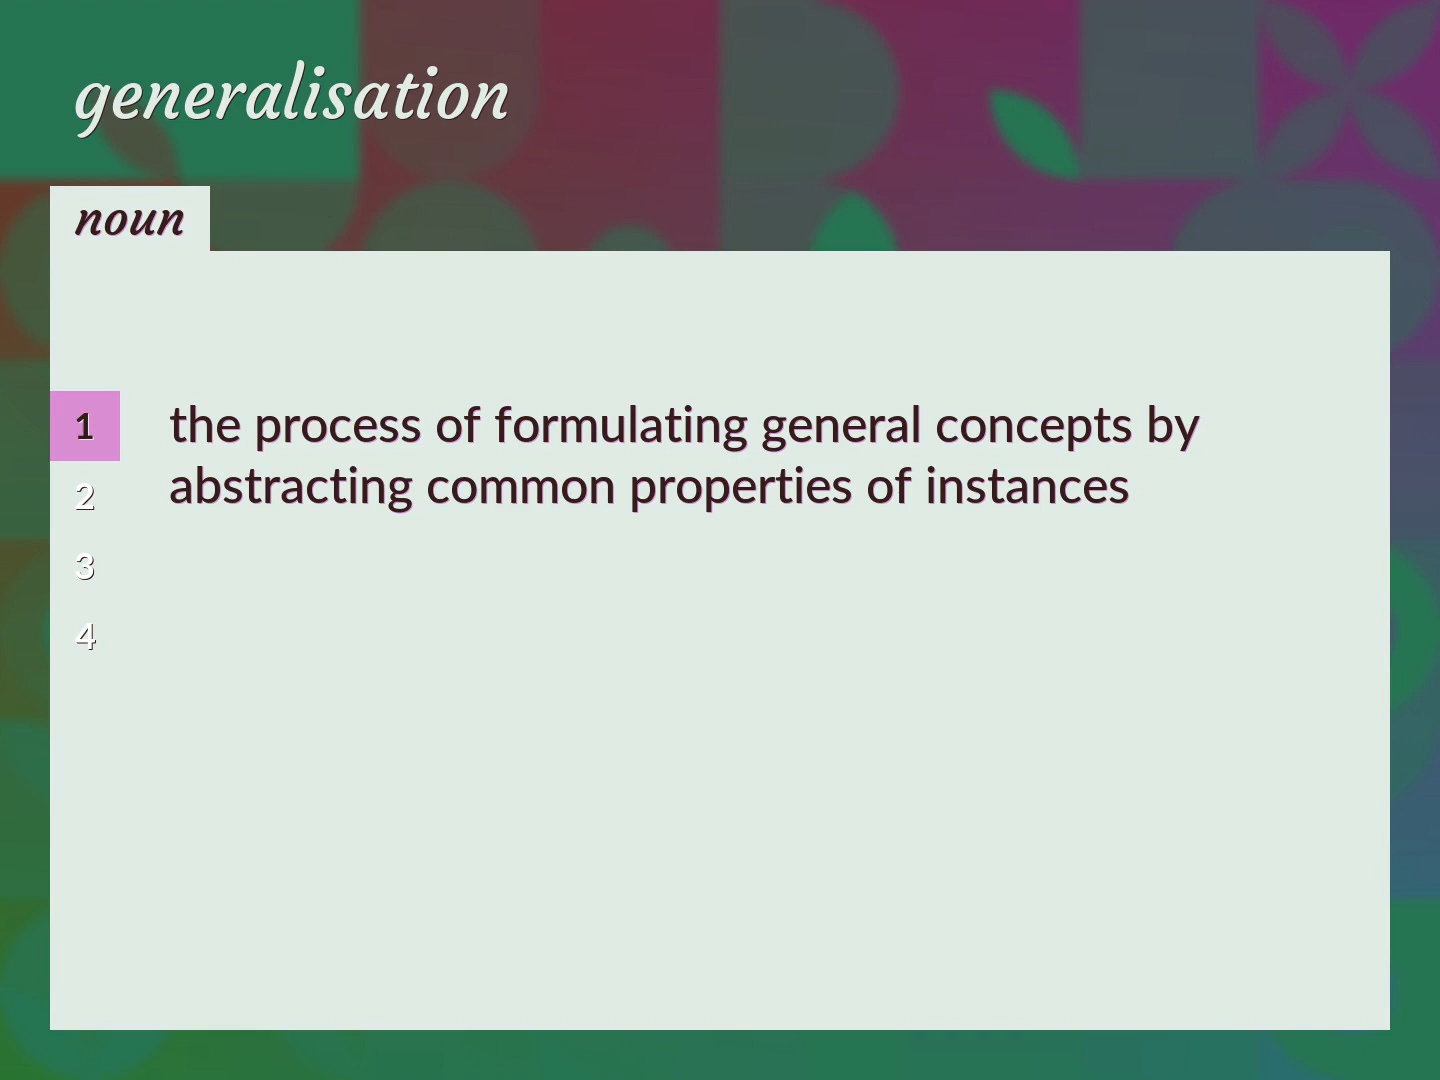 generalisation
noun
1
the process of formulating general concepts by
abstracting common properties of instances
2
3
4